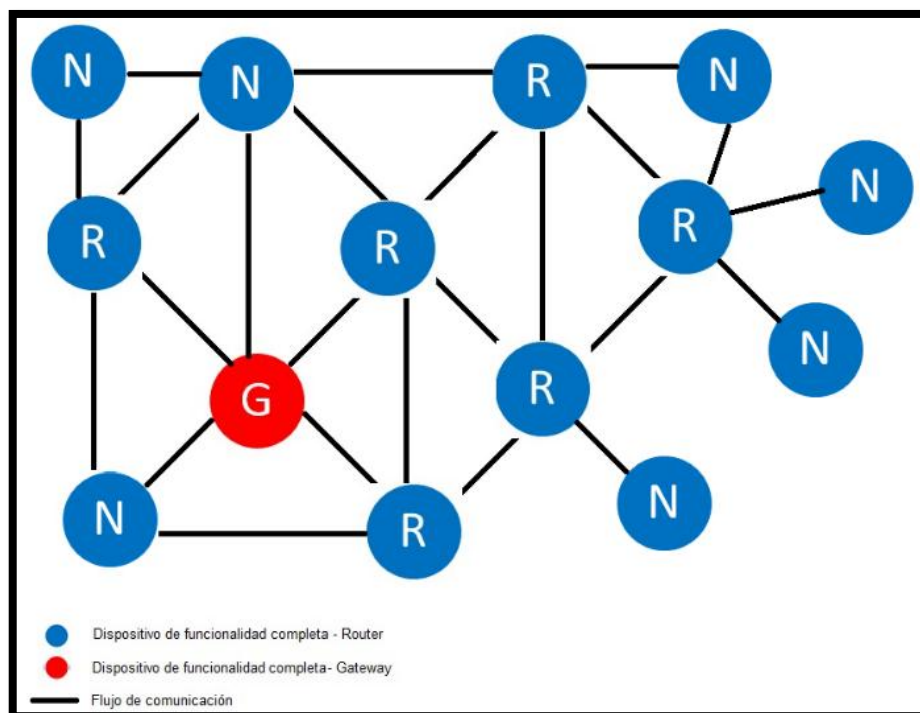 N
N
R
N
N
R
R
R
N
G
R
N
N
R
Dispositivo de funcionalidad completa - Router
Dispositivo de funcionalidad completa- Gateway
Flujo de comunicación